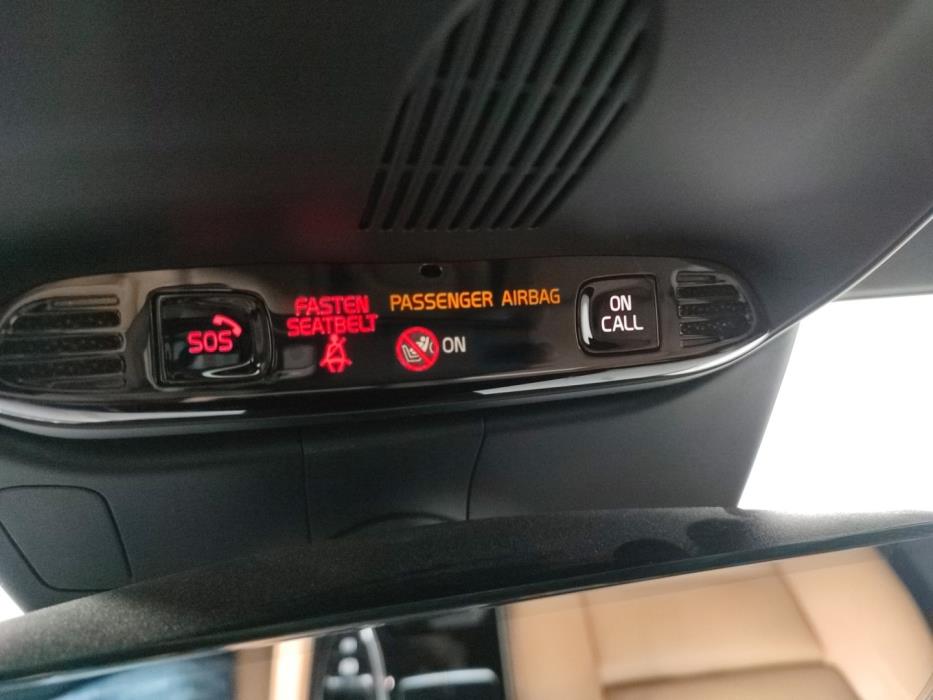 SOS
FASTEN
SEATBELT
PASSENGER AIRBAG
ON
ON
CALL